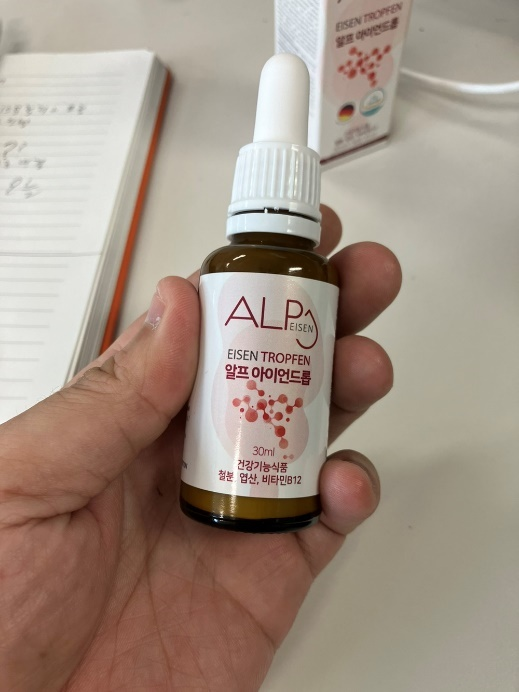 EISEN TROPFEN
알프 아이언드롭
ALP
EISEN
EISEN TROPFEN
알프 아이언드롭
30ml
건강기능식품
철분, 엽산, 비타민B12